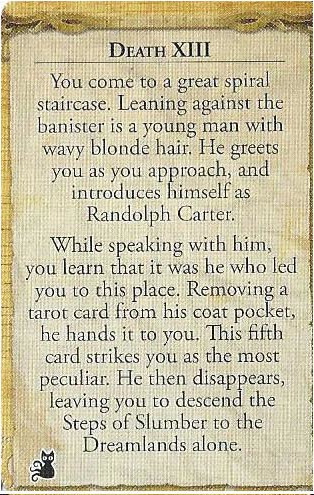 DEATH XIII
You come to a great spiral
staircase. Leaning against the
banister is a young man with
wavy blonde hair. He greets
you as you approach, and
introduces himself as
Randolph Carter.
While speaking with him,
you learn that it was he who led
you to this place. Removing a
tarot card from his coat pocket,
he hands it to you. This fifth
card strikes you as the most
peculiar. He then disappears,
leaving you to descend the
Steps of Slumber to the
Dreamlands alone.